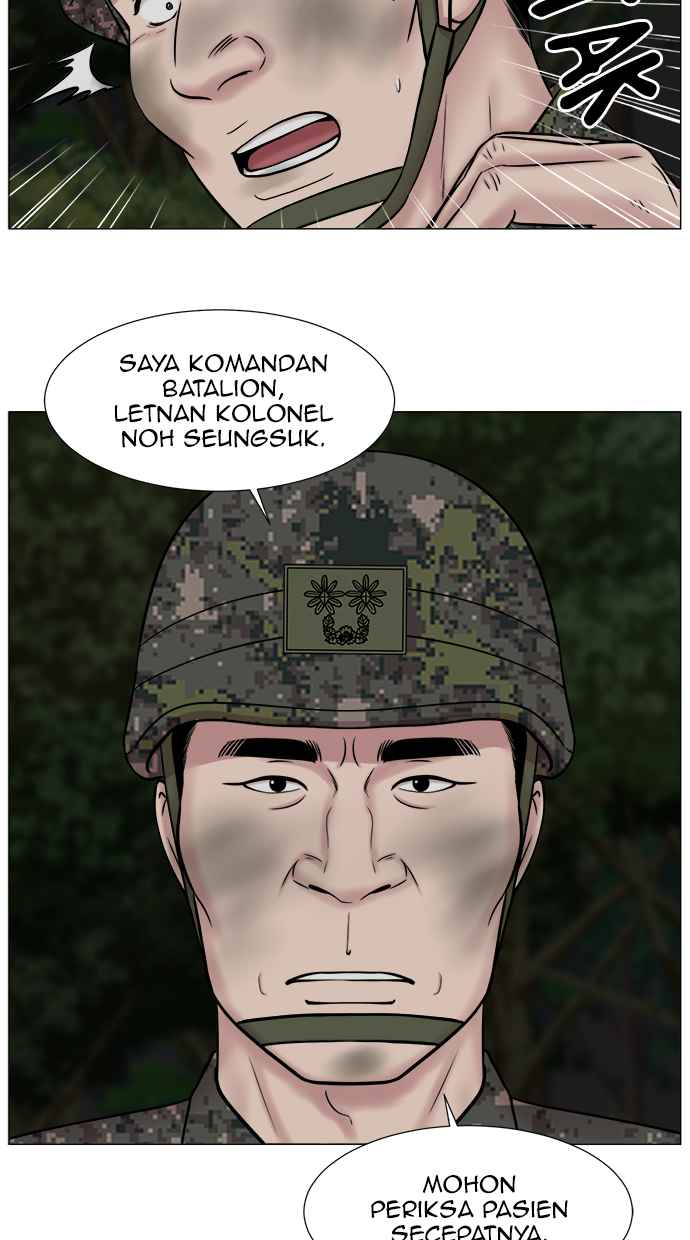 SAYA KOMANDAN
BATALION,
LETNAN KOLONEL
NOH SEUNGSUK.
MOHON
PERIKSA PASIEN
SECEPATNYA.